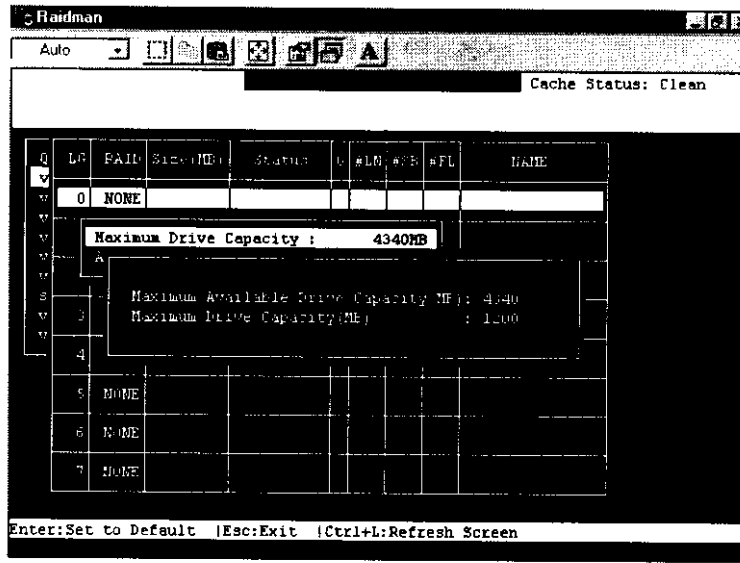 Raidman
Auto
A
Cache Status: Clean
Q LG RAID Size(MB) Status O #LN #SB #FL NAME
v
v 0 NONE
v
v Maximum Drive Capacity : 4340MB
v A
v
s Maximum Available Drive Capacity MB): 4340
v 3 Maximum Drive Capacity(MB) : 1200
v
4
5 NONE
6 NONE
7 NONE
Enter:Set to Default |Esc:Exit |Ctrl+L:Refresh Screen